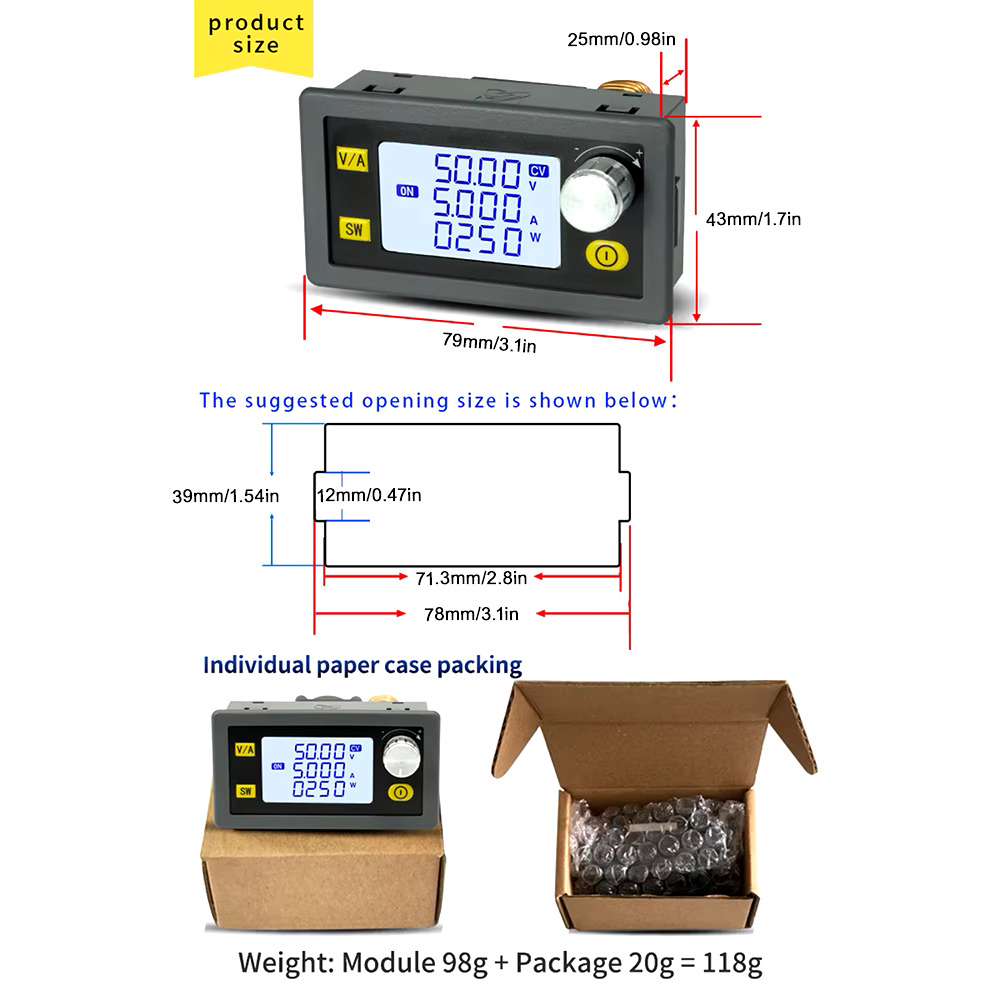 product
size
25mm/0.98in
V/A
50.00 CV
V
ON
5.000 A
SW
0250 W
- +
43mm/1.7in
79mm/3.1in
The suggested opening size is shown below:
39mm/1.54in
12mm/0.47in
71.3mm/2.8in
78mm/3.1in
Individual paper case packing
V/A
50.00 CV
V
ON
5.000 A
SW
0250 W
Weight: Module 98g + Package 20g = 118g